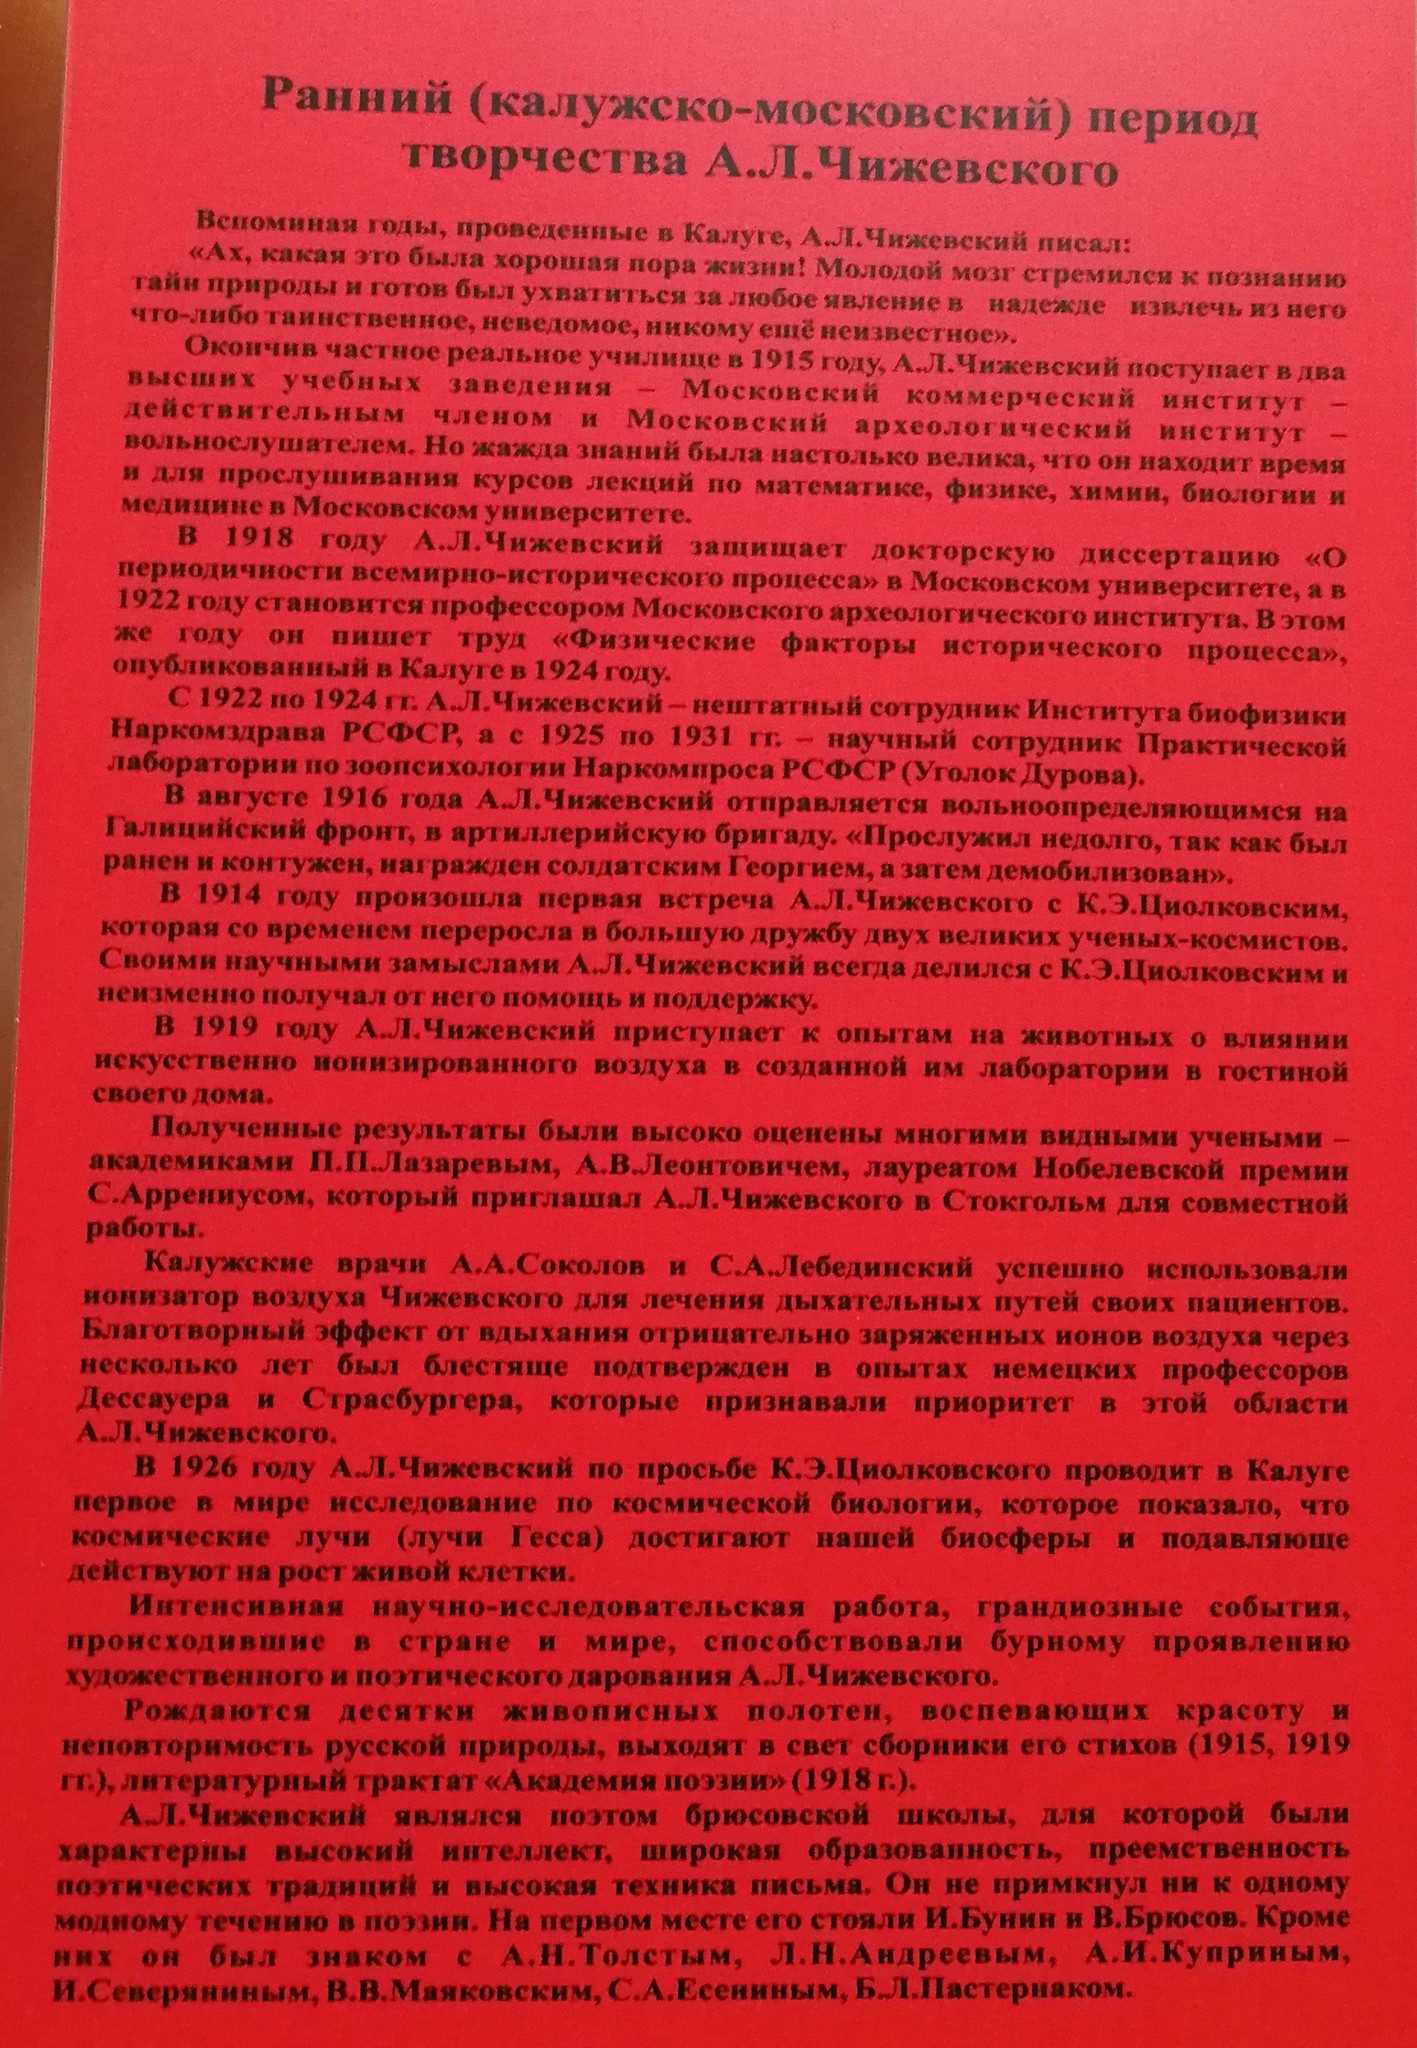 Ранний (калужско-московский) период
творчества А.Л.Чижевского
Вспоминая годы, проведенные в Калуге, А.Л.Чижевский писал:
«Ах, какая это была хорошая пора жизни! Молодой мозг стремился к познанию
тайн природы и готов был ухватиться за любое явление в надежде извлечь из него
что-либо таинственное, неведомое, никому ещё неизвестное».
Окончив частное реальное училище в 1915 году, А.Л.Чижевский поступает в два
высших учебных заведения – Московский коммерческий институт –
действительным членом и Московский археологический институт –
вольнослушателем. Но жажда знаний была настолько велика, что он находит время
и для прослушивания курсов лекций по математике, физике, химии, биологии и
медицине в Московском университете.
В 1918 году А.Л.Чижевский защищает докторскую диссертацию «О
периодичности всемирно-исторического процесса» в Московском университете, а в
1922 году становится профессором Московского археологического института. В этом
же году он пишет труд «Физические факторы исторического процесса»,
опубликованный в Калуге в 1924 году.
С 1922 по 1924 гг. А.Л.Чижевский – нештатный сотрудник Института биофизики
Наркомздрава РСФСР, а с 1925 по 1931 гг. – научный сотрудник Практической
лаборатории по зоопсихологии Наркомпроса РСФСР (Уголок Дурова).
В августе 1916 года А.Л.Чижевский отправляется вольноопределяющимся на
Галицийский фронт, в артиллерийскую бригаду. «Прослужил недолго, так как был
ранен и контужен, награжден солдатским Георгием, а затем демобилизован».
В 1914 году произошла первая встреча А.Л.Чижевского с К.Э.Циолковским,
которая со временем переросла в большую дружбу двух великих ученых-космистов.
Своими научными замыслами А.Л.Чижевский всегда делился с К.Э.Циолковским и
неизменно получал от него помощь и поддержку.
В 1919 году А.Л.Чижевский приступает к опытам на животных о влиянии
искусственно ионизированного воздуха в созданной им лаборатории в гостиной
своего дома.
Полученные результаты были высоко оценены многими видными учеными –
академиками П.П.Лазаревым, А.В.Леонтовичем, лауреатом Нобелевской премии
С.Аррениусом, который приглашал А.Л.Чижевского в Стокгольм для совместной
работы.
Калужские врачи А.А.Соколов и С.А.Лебединский успешно использовали
ионизатор воздуха Чижевского для лечения дыхательных путей своих пациентов.
Благотворный эффект от вдыхания отрицательно заряженных ионов воздуха через
несколько лет был блестяще подтвержден в опытах немецких профессоров
Дессауера и Страсбургера, которые признавали приоритет в этой области
А.Л.Чижевского.
В 1926 году А.Л.Чижевский по просьбе К.Э.Циолковского проводит в Калуге
первое в мире исследование по космической биологии, которое показало, что
космические лучи (лучи Гесса) достигают нашей биосферы и подавляюще
действуют на рост живой клетки.
Интенсивная научно-исследовательская работа, грандиозные события,
происходившие в стране и мире, способствовали бурному проявлению
художественного и поэтического дарования А.Л.Чижевского.
Рождаются десятки живописных полотен, воспевающих красоту и
неповторимость русской природы, выходят в свет сборники его стихов (1915, 1919
гг.), литературный трактат «Академия поэзии» (1918 г.).
А.Л.Чижевский являлся поэтом брюсовской школы, для которой были
характерны высокий интеллект, широкая образованность, преемственность
поэтических традиций и высокая техника письма. Он не примкнул ни к одному
модному течению в поэзии. На первом месте его стояли И.Бунин и В.Брюсов. Кроме
них он был знаком с А.Н.Толстым, Л.Н.Андреевым, А.И.Куприным,
И.Северяниным, В.В.Маяковским, С.А.Есениным, Б.Л.Пастернаком.